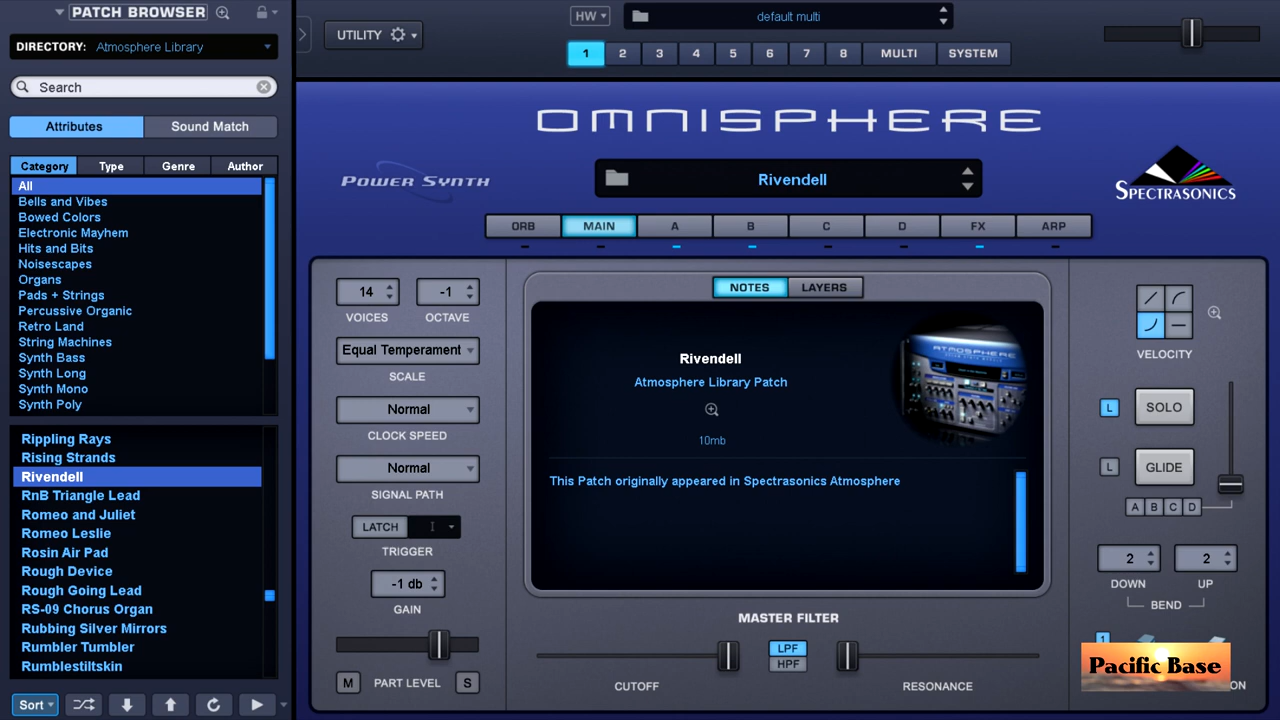 PATCH BROWSER
DIRECTORY: Atmosphere Library
Search
Attributes Sound Match
Category Type Genre Author
All
Bells and Vibes
Bowed Colors
Electronic Mayhem
Hits and Bits
Noisescapes
Organs
Pads + Strings
Percussive Organic
Retro Land
String Machines
Synth Bass
Synth Long
Synth Mono
Synth Poly
Rippling Rays
Rising Strands
Rivendell
RnB Triangle Lead
Romeo and Juliet
Romeo Leslie
Rosin Air Pad
Rough Device
Rough Going Lead
RS-09 Chorus Organ
Rubbing Silver Mirrors
Rumbler Tumbler
Rumblestiltskin
Sort
UTILITY
HW
default multi
1 2 3 4 5 6 7 8 MULTI SYSTEM
OMNISPHERE
POWER SYNTH
Rivendell
SPECTRASONICS
ORB MAIN A B C D FX ARP
14 -1
VOICES OCTAVE
Equal Temperament
SCALE
Normal
CLOCK SPEED
Normal
SIGNAL PATH
LATCH
TRIGGER
-1 db
GAIN
M PART LEVEL S
NOTES LAYERS
Rivendell
Atmosphere Library Patch
ATMOSPHERE
10mb
This Patch originally appeared in Spectrasonics Atmosphere
MASTER FILTER
LPF
HPF
CUTOFF RESONANCE
VELOCITY
L SOLO
L GLIDE
A B C D
2 2
DOWN UP
BEND
1
Pacific Base
ON